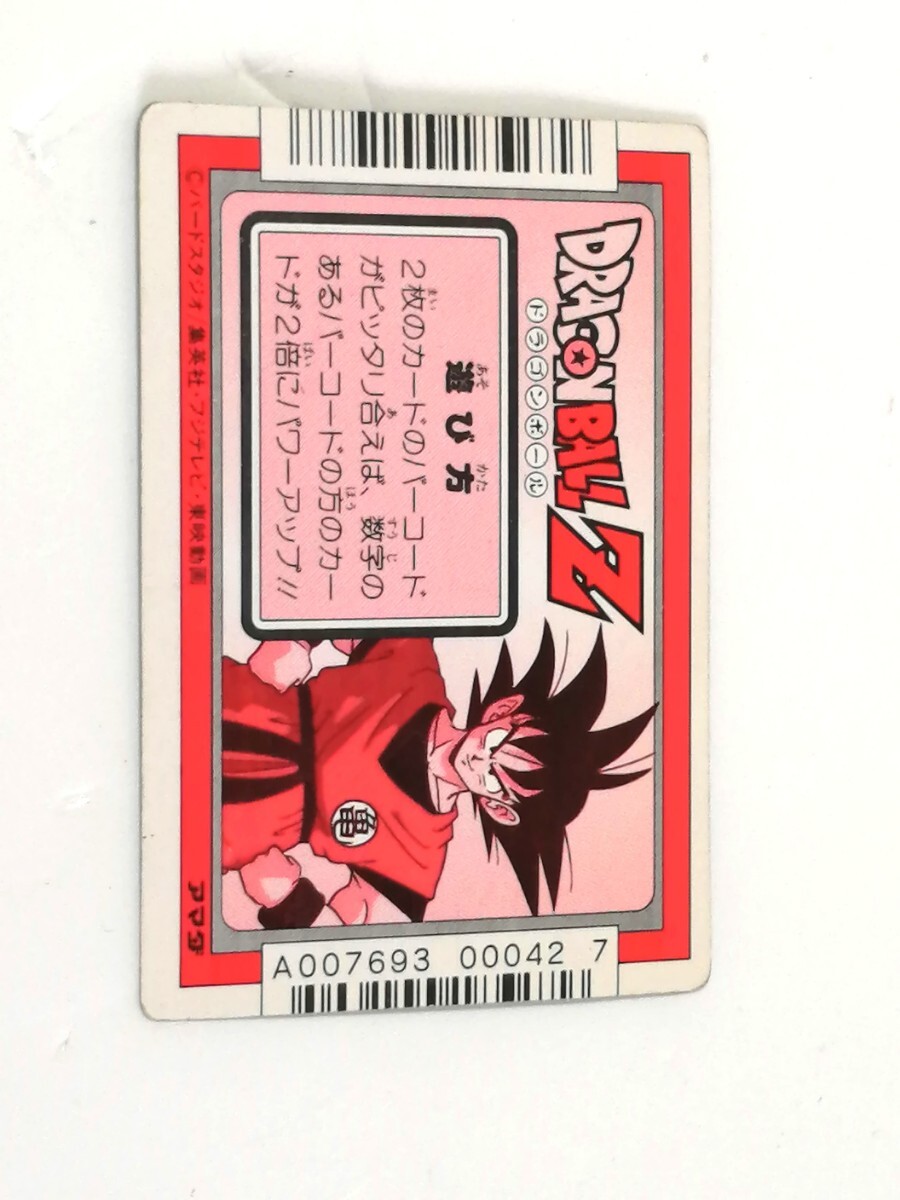 DRAGON BALL Z
ドラゴンボール
遊び方
2枚のカードのバーコード
がピッタリ合えば、数字の
あるバーコードの方のカー
ドが2倍にパワーアップ!!
亀
©バードスタジオ/集英社・フジテレビ・東映動画
アマダ
A007693 00042 7